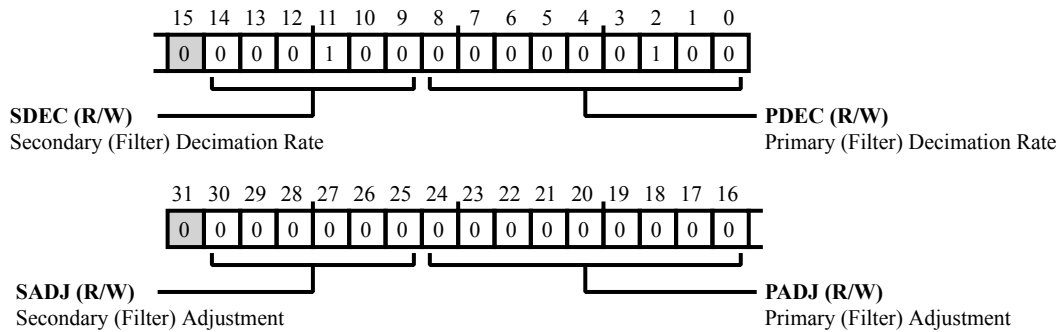 15 14 13 12 11 10 9 8 7 6 5 4 3 2 1 0
0 0 0 0 1 0 0 0 0 0 0 0 0 1 0 0
SDEC (R/W)
Secondary (Filter) Decimation Rate
PDEC (R/W)
Primary (Filter) Decimation Rate
31 30 29 28 27 26 25 24 23 22 21 20 19 18 17 16
0 0 0 0 0 0 0 0 0 0 0 0 0 0 0 0
SADJ (R/W)
Secondary (Filter) Adjustment
PADJ (R/W)
Primary (Filter) Adjustment